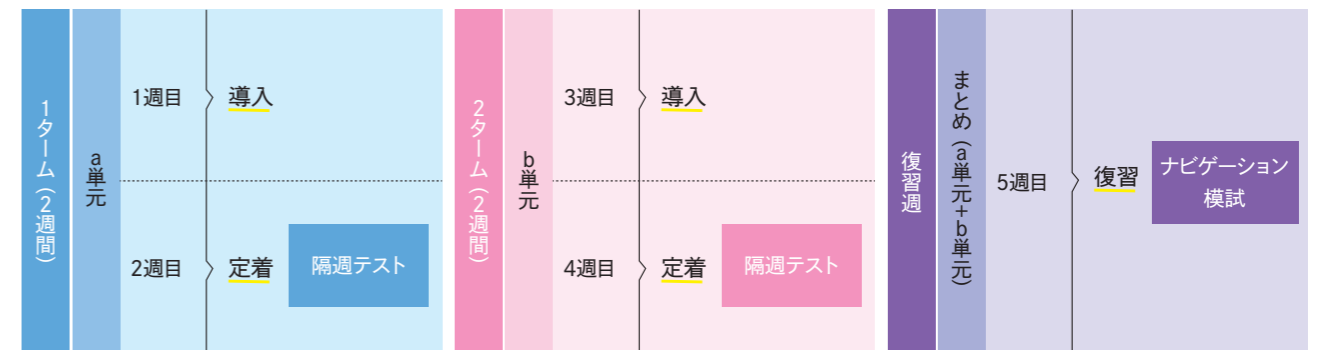 1ターム(2週間)
a単元
1週目
導入
2週目
定着
隔週テスト
2ターム(2週間)
b単元
3週目
導入
4週目
定着
隔週テスト
復習週
まとめ(a単元+b単元)
5週目
復習
ナビゲーション
模試